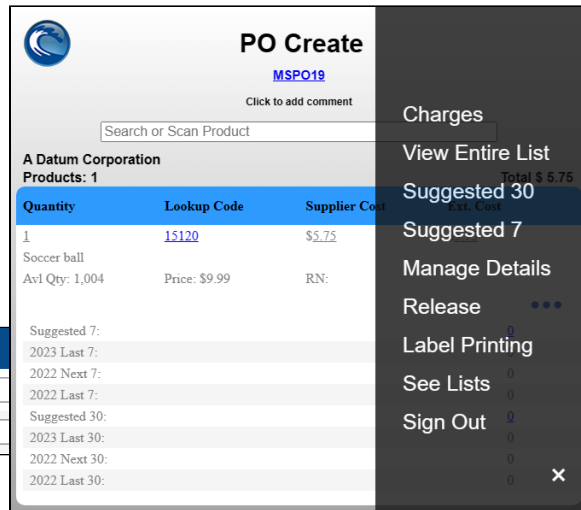 PO Create
MSPO19
Click to add comment
Search or Scan Product
A Datum Corporation
Products: 1 Total $ 5.75
Quantity Lookup Code Supplier Cost Ext. Cost
1 15120 $5.75
Soccer ball
Avl Qty: 1,004 Price: $9.99 RN:
Suggested 7: 0
2023 Last 7:
2022 Next 7: 0
2022 Last 7: 0
Suggested 30: 0
2023 Last 30: 0
2022 Next 30: 0
2022 Last 30: 0
Charges
View Entire List
Suggested 30
Suggested 7
Manage Details
Release
Label Printing
See Lists
Sign Out
×